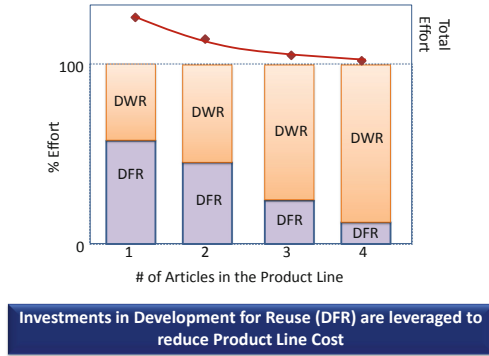 Total
Effort
100
DWR
DWR
DWR
DWR
% Effort
DFR
DFR
DFR
DFR
0
1
2
3
4
# of Articles in the Product Line
Investments in Development for Reuse (DFR) are leveraged to
reduce Product Line Cost